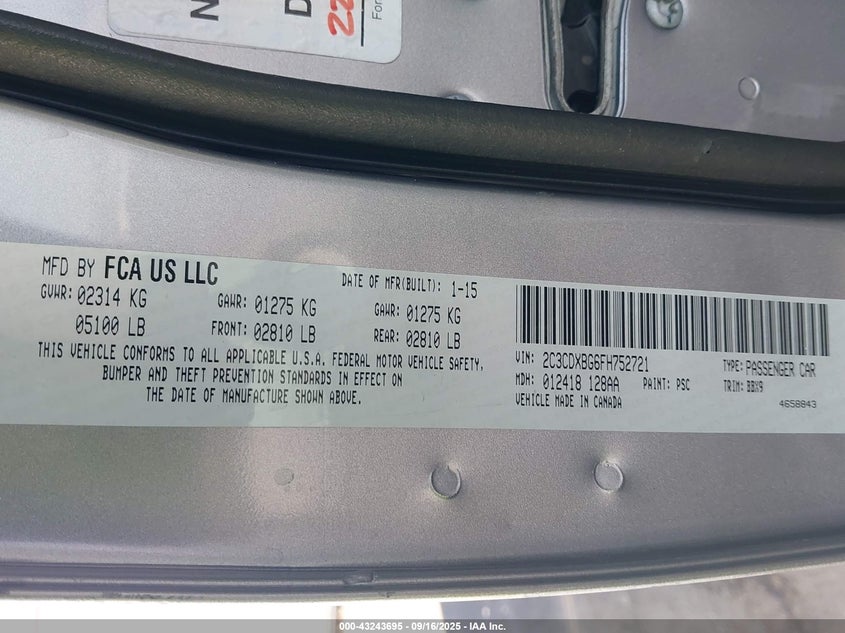 N
D
22
For
MFD BY FCA US LLC
DATE OF MFR(BUILT): 1-15
GVWR: 02314 KG GAWR: 01275 KG GAWR: 01275 KG
05100 LB FRONT: 02810 LB REAR: 02810 LB
THIS VEHICLE CONFORMS TO ALL APPLICABLE U.S.A. FEDERAL MOTOR VEHICLE SAFETY,
BUMPER AND THEFT PREVENTION STANDARDS IN EFFECT ON
THE DATE OF MANUFACTURE SHOWN ABOVE.
VIN: 2C3CDXBG6FH752721 TYPE: PASSENGER CAR
MDH: 012418 128AA PAINT: PSC TRIM: BBX9
VEHICLE MADE IN CANADA 4658843
000-43243695 - 09/16/2025 - IAA Inc.